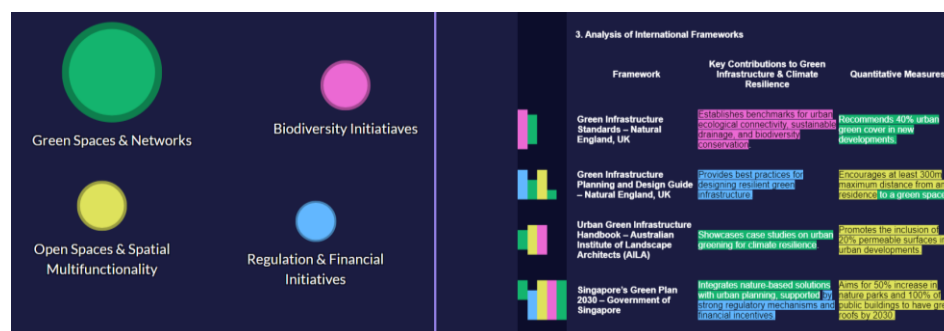 Green Spaces & Networks
Biodiversity Initiatiaves
Open Spaces & Spatial
Multifunctionality
Regulation & Financial
Initiatives
3. Analysis of International Frameworks
Framework
Key Contributions to Green
Infrastructure & Climate
Resilience
Quantitative Measures
Green Infrastructure
Standards – Natural
England, UK
Establishes benchmarks for urban
ecological connectivity, sustainable
drainage, and biodiversity
conservation.
Recommends 40% urban
green cover in new
developments.
Green Infrastructure
Planning and Design Guide
– Natural England, UK
Provides best practices for
designing resilient green
infrastructure.
Encourages at least 300m
maximum distance from
residence to a green space
Urban Green Infrastructure
Handbook – Australian
Institute of Landscape
Architects (AILA)
Showcases case studies on urban
greening for climate resilience.
Promotes the inclusion of
20% permeable surfaces
urban developments.
Singapore's Green Plan
2030 – Government of
Singapore
Integrates nature-based solutions
with urban planning, supported by
strong regulatory mechanisms and
financial incentives.
Aims for 50% increase in
nature parks and 100% of
public buildings to have
roofs by 2030.